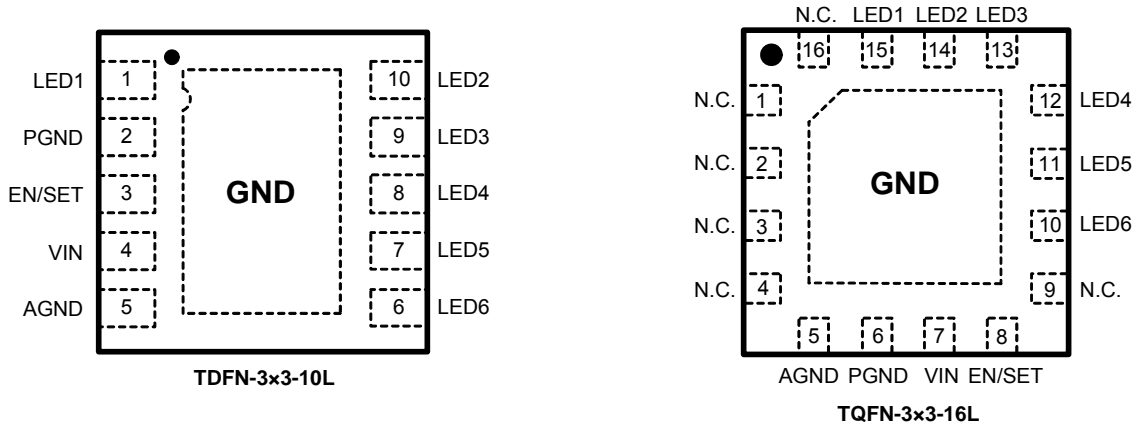 LED1 1 10 LED2
PGND 2 9 LED3
EN/SET 3 GND 8 LED4
VIN 4 7 LED5
AGND 5 6 LED6
TDFN-3×3-10L
N.C. LED1 LED2 LED3
16 15 14 13
N.C. 1 12 LED4
N.C. 2 GND 11 LED5
N.C. 3 10 LED6
N.C. 4 9 N.C.
5 6 7 8
AGND PGND VIN EN/SET
TQFN-3×3-16L